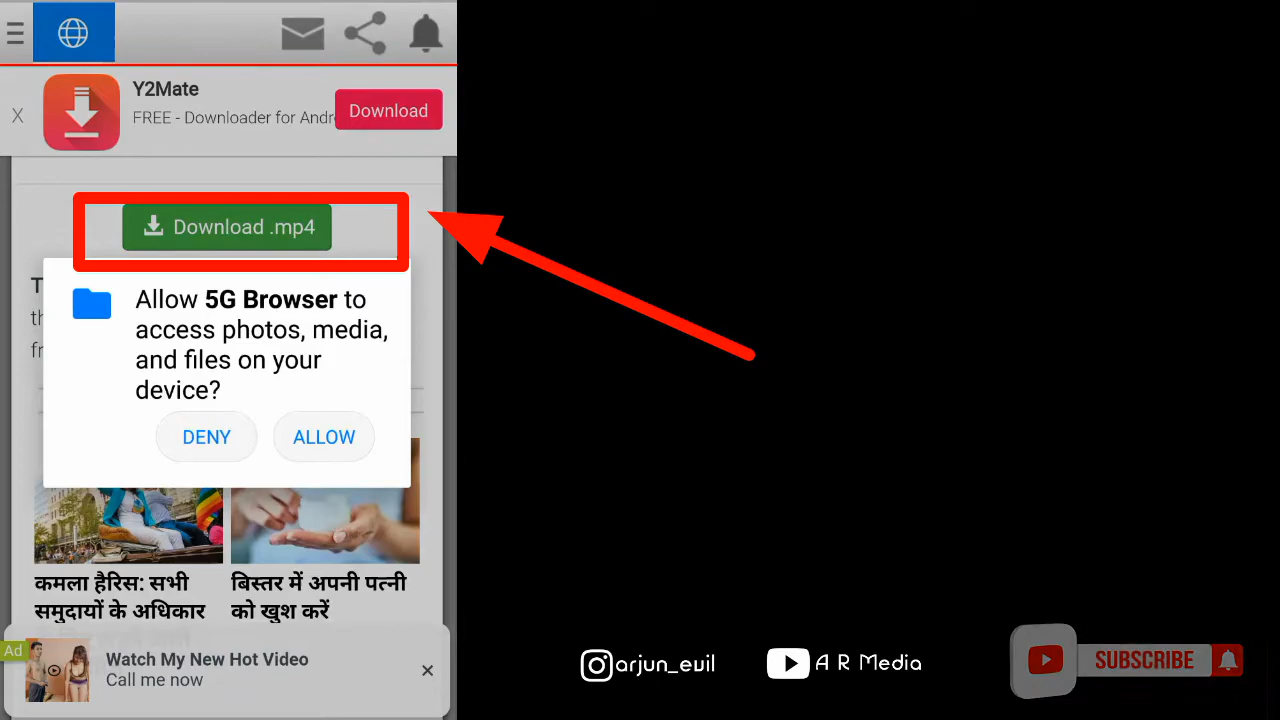 Y2Mate
FREE - Downloader for Andr
Download
X
Download .mp4
T
th
fr
Allow 5G Browser to
access photos, media,
and files on your
device?
DENY
ALLOW
कमला हैरिस: सभी
समुदायों के अधिकार
बिस्तर में अपनी पत्नी
को खुश करें
Ad
Watch My New Hot Video
Call me now
arjun_evil
A R Media
SUBSCRIBE